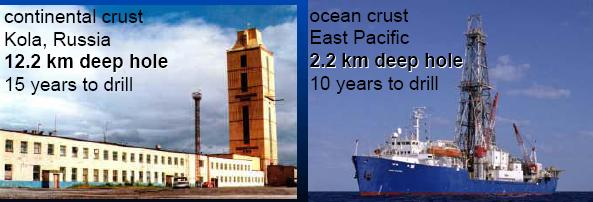 continental crust
Kola, Russia
12.2 km deep hole
15 years to drill
ocean crust
East Pacific
2.2 km deep hole
10 years to drill